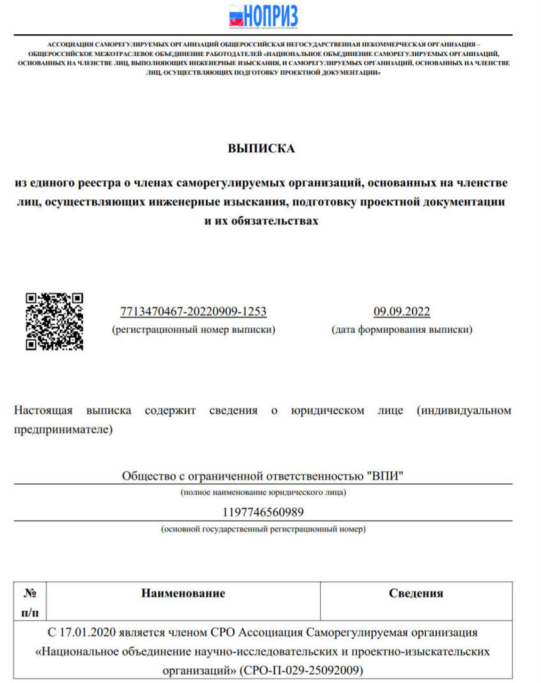 НОПРИЗ
АССОЦИАЦИЯ САМОРЕГУЛИРУЕМЫХ ОРГАНИЗАЦИЙ ОБЩЕРОССИЙСКАЯ НЕГОСУДАРСТВЕННАЯ НЕКОММЕРЧЕСКАЯ ОРГАНИЗАЦИЯ –
ОБЩЕРОССИЙСКОЕ МЕЖОТРАСЛЕВОЕ ОБЪЕДИНЕНИЕ РАБОТОДАТЕЛЕЙ «НАЦИОНАЛЬНОЕ ОБЪЕДИНЕНИЕ САМОРЕГУЛИРУЕМЫХ ОРГАНИЗАЦИЙ,
ОСНОВАННЫХ НА ЧЛЕНСТВЕ ЛИЦ, ВЫПОЛНЯЮЩИХ ИНЖЕНЕРНЫЕ ИЗЫСКАНИЯ, И САМОРЕГУЛИРУЕМЫХ ОРГАНИЗАЦИЙ, ОСНОВАННЫХ НА ЧЛЕНСТВЕ
ЛИЦ, ОСУЩЕСТВЛЯЮЩИХ ПОДГОТОВКУ ПРОЕКТНОЙ ДОКУМЕНТАЦИИ»
ВЫПИСКА
из единого реестра о членах саморегулируемых организаций, основанных на членстве
лиц, осуществляющих инженерные изыскания, подготовку проектной документации
и их обязательствах
7713470467-20220909-1253 09.09.2022
(регистрационный номер выписки) (дата формирования выписки)
Настоящая выписка содержит сведения о юридическом лице (индивидуальном
предпринимателе)
Общество с ограниченной ответственностью "ВПИ"
(полное наименование юридического лица)
1197746560989
(основной государственный регистрационный номер)
№ Наименование Сведения
п/п
С 17.01.2020 является членом СРО Ассоциация Саморегулируемая организация
«Национальное объединение научно-исследовательских и проектно-изыскательских
организаций» (СРО-П-029-25092009)